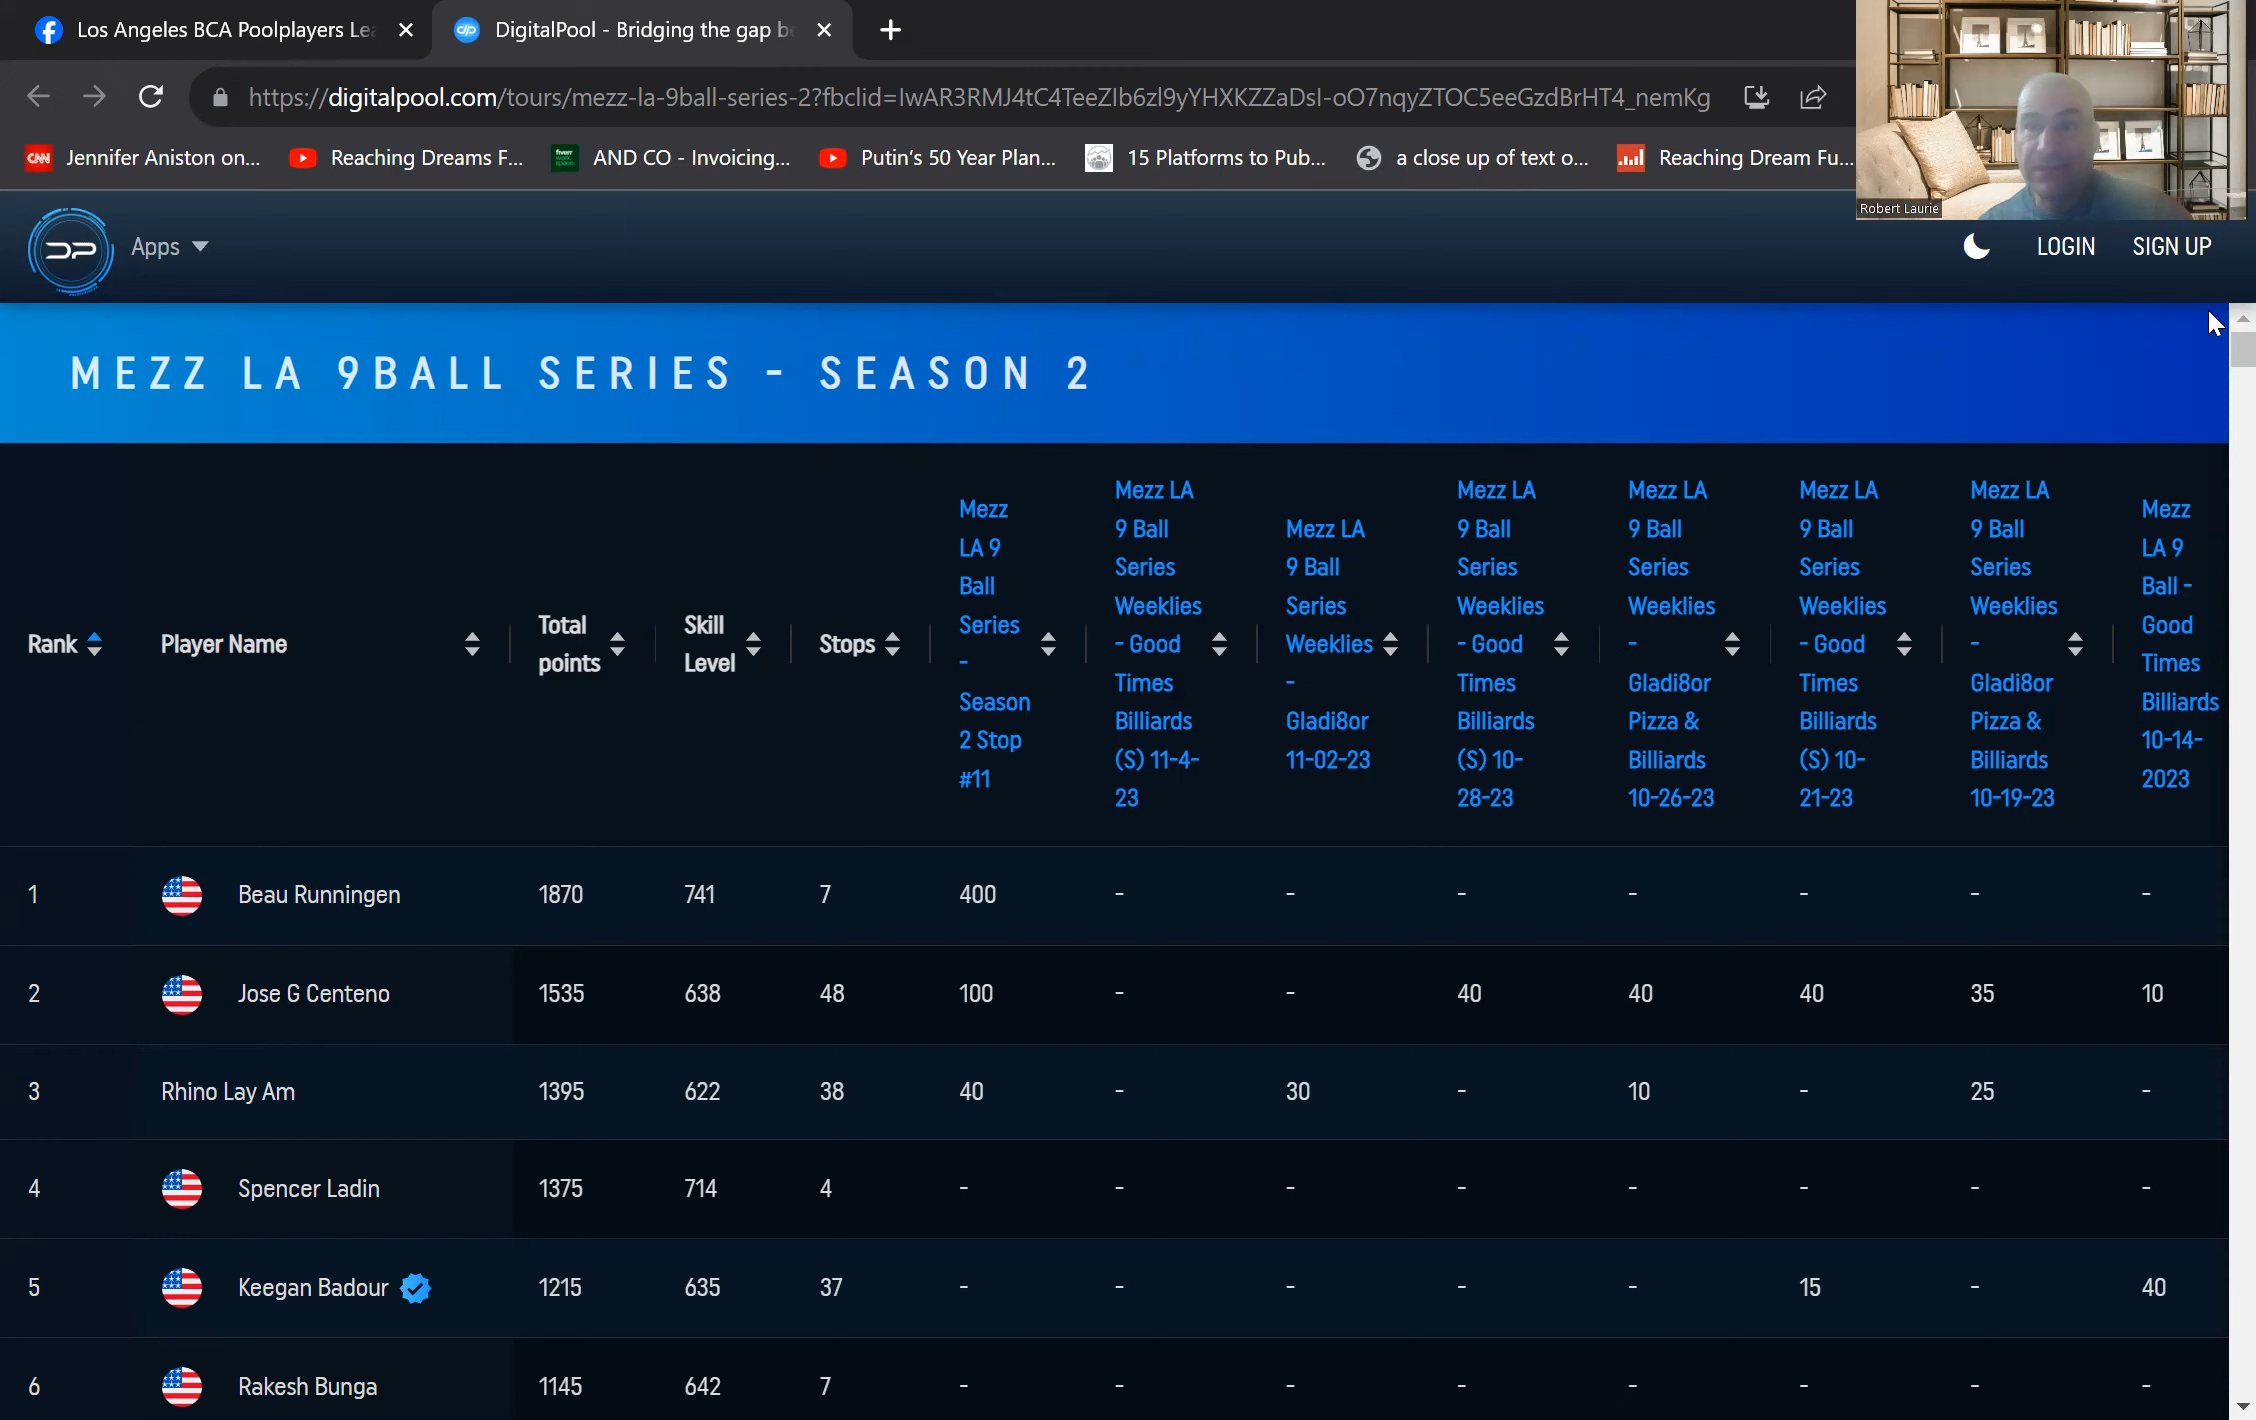 Los Angeles BCA Poolplayers Le
DigitalPool - Bridging the gap b
https://digitalpool.com/tours/mezz-la-9ball-series-2?fbclid=IwAR3RMJ4tC4TeeZIb6zl9yYHXKZZaDsI-oO7nqyZTOC5eeGzdBrHT4_nemKg
CNN Jennifer Aniston on...
Reaching Dreams F...
fiverr AND CO - Invoicing...
Putin's 50 Year Plan...
15 Platforms to Pub...
a close up of text o...
Reaching Dream Fu...
Robert Laurie
DP Apps
LOGIN SIGN UP
MEZZ LA 9BALL SERIES - SEASON 2
Rank
Player Name
Total
points
Skill
Level
Stops
Mezz
LA 9
Ball
Series
-
Season
2 Stop
#11
Mezz LA
9 Ball
Series
Weeklies
- Good
Times
Billiards
(S) 11-4-
23
Mezz LA
9 Ball
Series
Weeklies
-
Gladi8or
11-02-23
Mezz LA
9 Ball
Series
Weeklies
- Good
Times
Billiards
(S) 10-
28-23
Mezz LA
9 Ball
Series
Weeklies
-
Gladi8or
Pizza &
Billiards
10-26-23
Mezz LA
9 Ball
Series
Weeklies
- Good
Times
Billiards
(S) 10-
21-23
Mezz LA
9 Ball
Series
Weeklies
-
Gladi8or
Pizza &
Billiards
10-19-23
Mezz
LA 9
Ball -
Good
Times
Billiards
10-14-
2023
1 Beau Runningen 1870 741 7 400 - - - - - - -
2 Jose G Centeno 1535 638 48 100 - - 40 40 40 35 10
3 Rhino Lay Am 1395 622 38 40 - 30 - 10 - 25 -
4 Spencer Ladin 1375 714 4 - - - - - - - -
5 Keegan Badour 1215 635 37 - - - - - 15 - 40
6 Rakesh Bunga 1145 642 7 - - - - - - - -